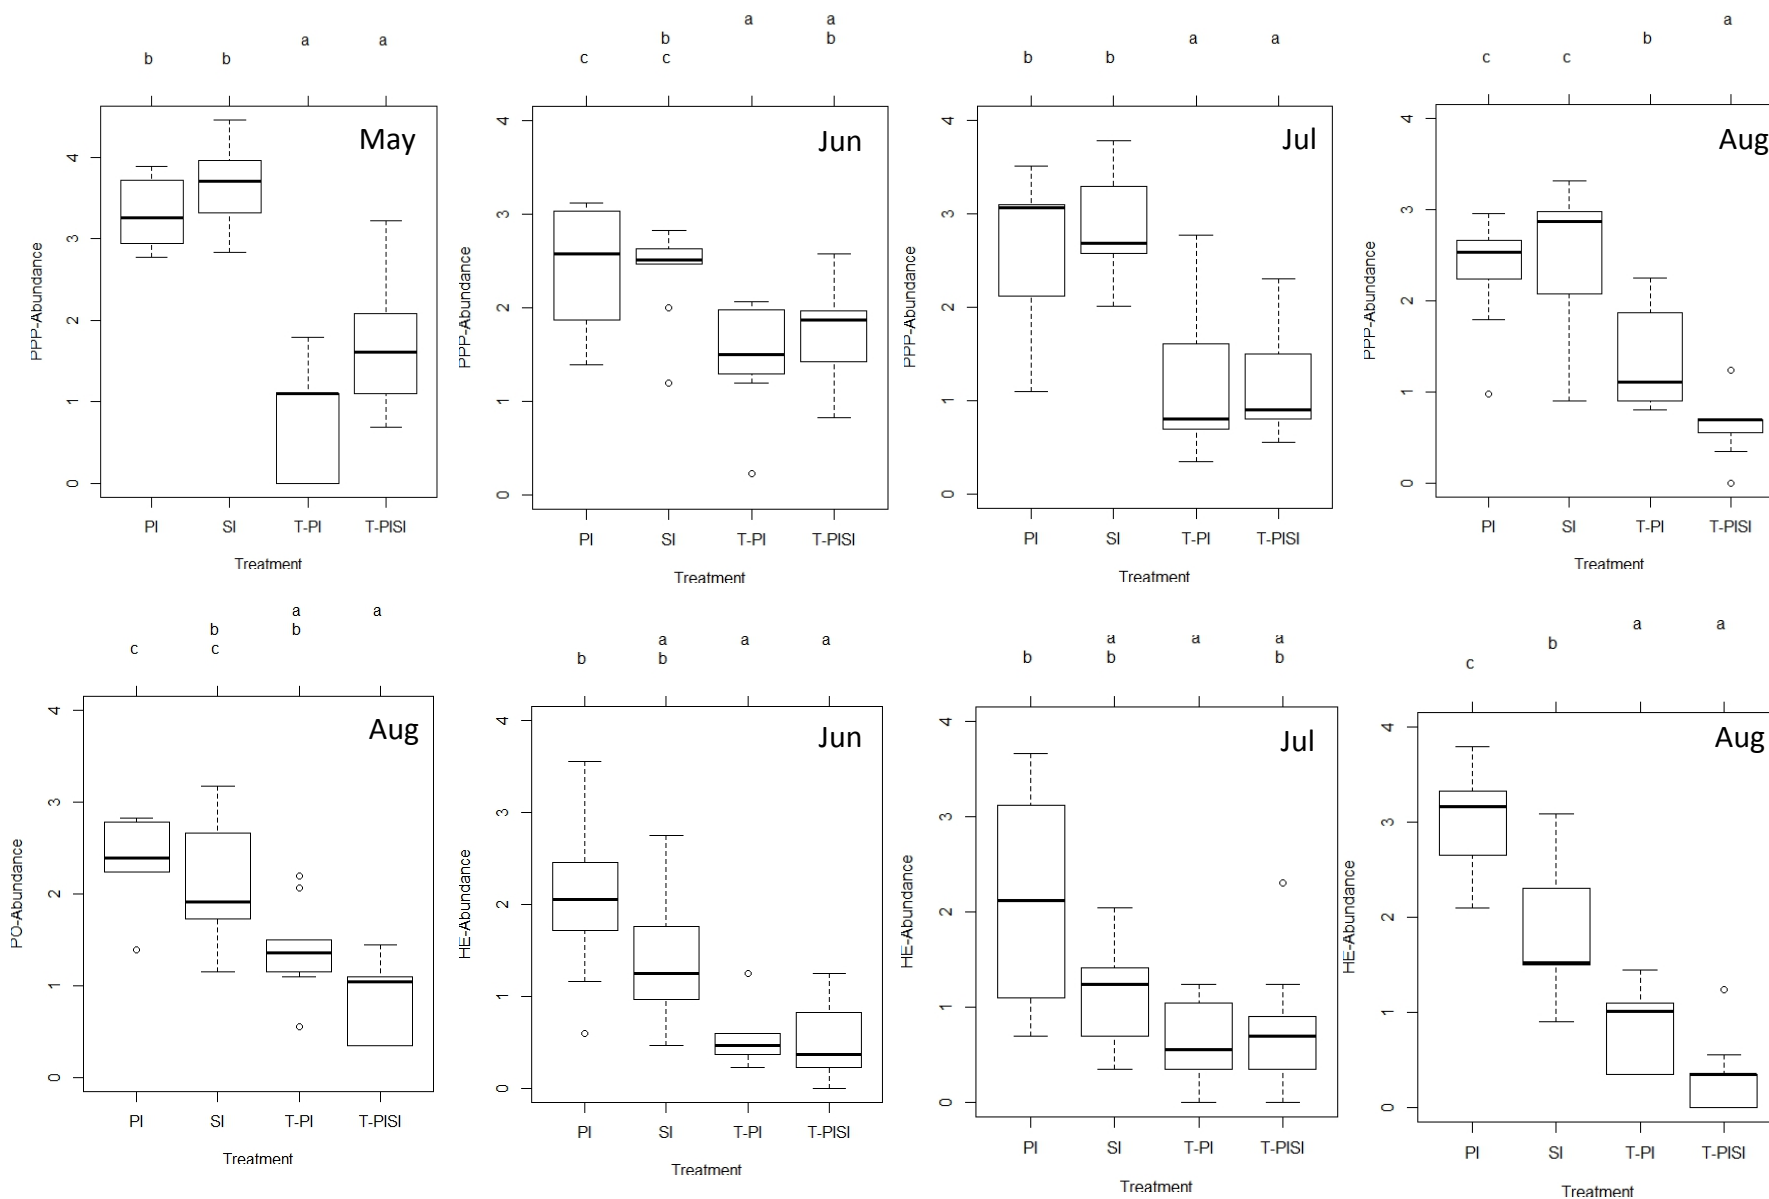 b b a a
May
PPP-Abundance
4
3
2
1
0
PI SI T-PI T-PISI
Treatment
a a
b b
c c
Jun
PPP-Abundance
4
3
2
1
0
PI SI T-PI T-PISI
Treatment
a a
b b
Jul
PPP-Abundance
4
3
2
1
0
PI SI T-PI T-PISI
Treatment
a
b
c c
Aug
PPP-Abundance
4
3
2
1
0
PI SI T-PI T-PISI
Treatment
a a
b b
c c
Aug
PO-Abundance
4
3
2
1
0
PI SI T-PI T-PISI
Treatment
a a a
b b
Jun
HE-Abundance
4
3
2
1
0
PI SI T-PI T-PISI
Treatment
a a a
b b b
Jul
HE-Abundance
4
3
2
1
0
PI SI T-PI T-PISI
Treatment
a a
b
c
Aug
HE-Abundance
4
3
2
1
0
PI SI T-PI T-PISI
Treatment